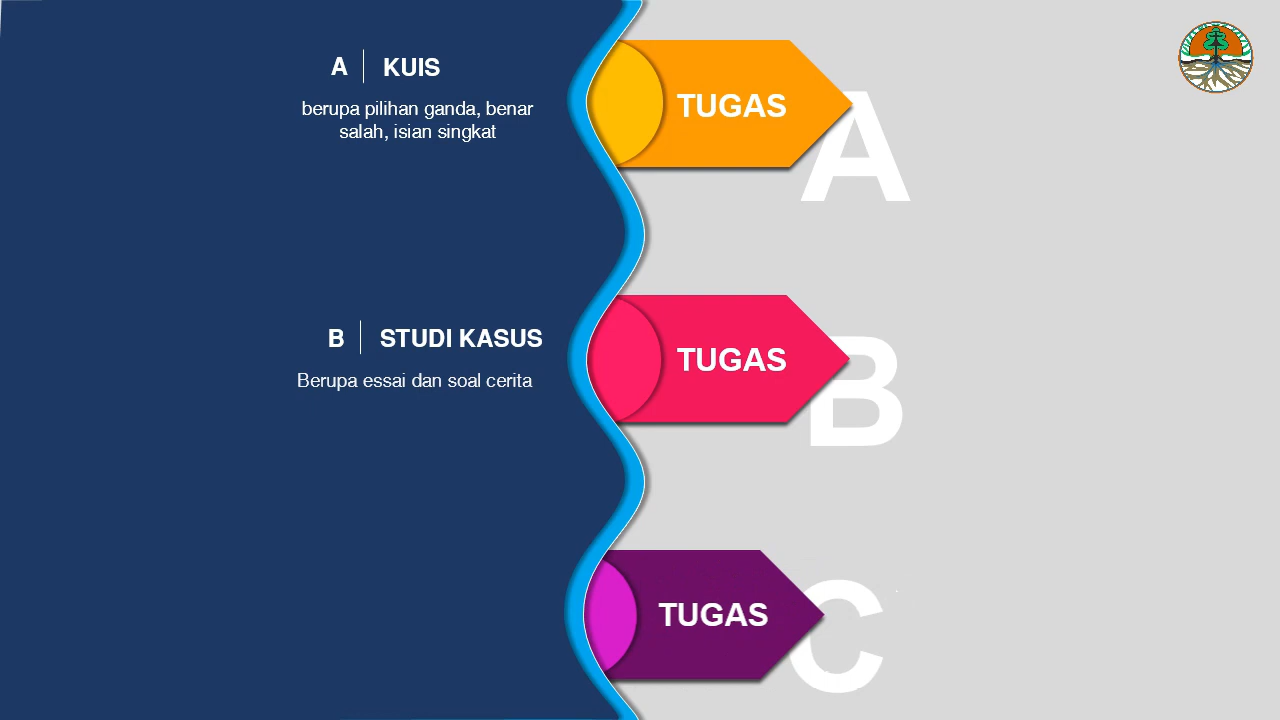 A | KUIS
berupa pilihan ganda, benar
salah, isian singkat
TUGAS
A
B | STUDI KASUS
Berupa essai dan soal cerita
TUGAS
B
TUGAS
C